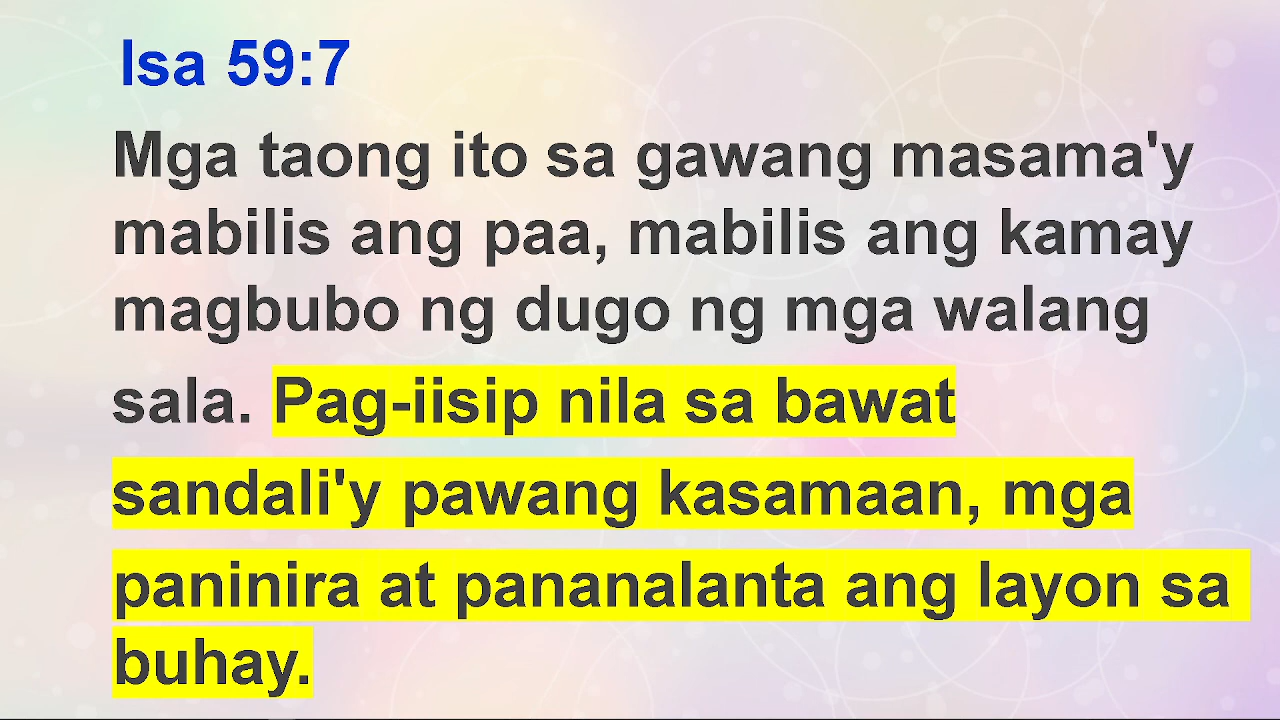 Isa 59:7
Mga taong ito sa gawang masama'y
mabilis ang paa, mabilis ang kamay
magbubo ng dugo ng mga walang
sala. Pag-iisip nila sa bawat
sandali'y pawang kasamaan, mga
paninira at pananalanta ang layon sa
buhay.